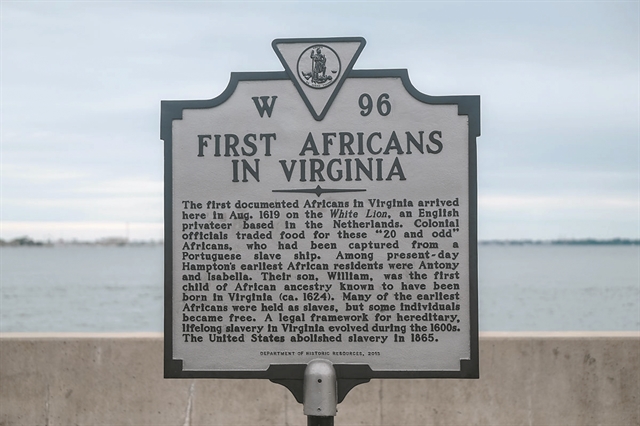 W 96
FIRST AFRICANS
IN VIRGINIA
The first documented Africans in Virginia arrived
here in Aug. 1619 on the White Lion, an English
privateer based in the Netherlands. Colonial
officials traded food for these "20 and odd"
Africans, who had been captured from a
Portuguese slave ship. Among present-day
Hampton's earliest African residents were Antony
and Isabella. Their son, William, was the first
child of African ancestry known to have been
born in Virginia (ca. 1624). Many of the earliest
Africans were held as slaves, but some individuals
became free. A legal framework for hereditary,
lifelong slavery in Virginia evolved during the 1600s.
The United States abolished slavery in 1865.
DEPARTMENT OF HISTORIC RESOURCES, 2015